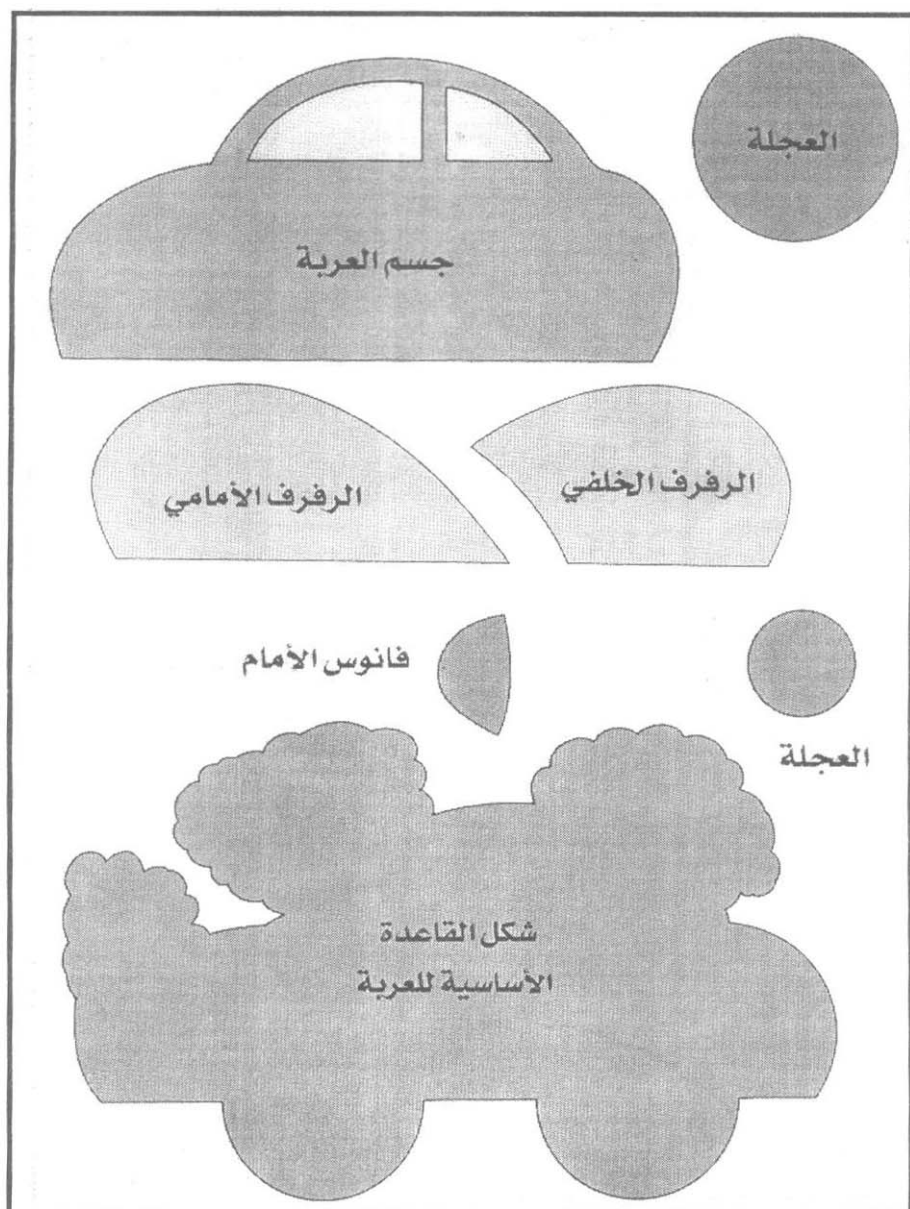 العجلة
جسم العربة
الرفرف الخلفي
الرفرف الأمامي
فانوس الأمام
العجلة
شكل القاعدة
الأساسية للعربة